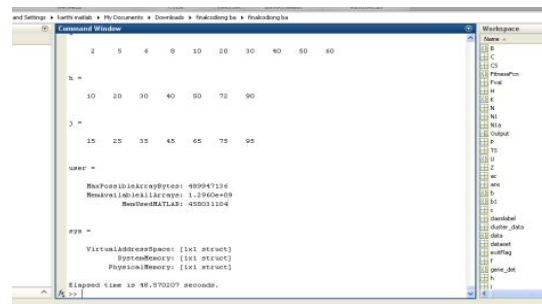 and Settings ▸ karthi matlab ▸ My Documents ▸ Downloads ▸ finalcoding ba ▸ finalcoding ba
Command Window
2 5 6 8 10 20 30 40 50 60
h =
10 20 30 40 50 72 90
j =
15 25 35 45 65 75 95
user =
MaxPossibleArrayBytes: 489947136
MemAvailableAllArrays: 1.2960e+09
MemUsedMATLAB: 458031104
sys =
VirtualAddressSpace: [1x1 struct]
SystemMemory: [1x1 struct]
PhysicalMemory: [1x1 struct]
Elapsed time is 48.570207 seconds.
fx >>
Workspace
Name
B
C
CS
FitnessFcn
Fval
H
K
N
N1
N1a
Output
P
TS
U
Z
ac
ans
b
b1
c
classlabel
cluster_data
data
dataset
exitFlag
f
gene_det
h
i